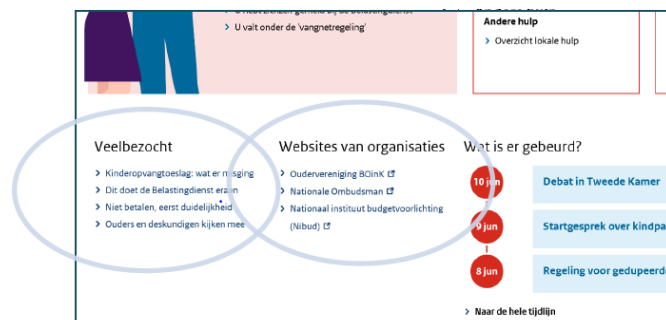 U valt onder de 'vangnetregeling'
Andere hulp
Overzicht lokale hulp
Veelbezocht
Kinderopvangtoeslag: wat er misging
Dit doet de Belastingdienst eraan
Niet betalen, eerst duidelijkheid
Ouders en deskundigen kijken mee
Websites van organisaties
Oudervereniging BOinK
Nationale Ombudsman
Nationaal instituut budgetvoorlichting
(Nibud)
Wat is er gebeurd?
10 jun
Debat in Tweede Kamer
9 jun
Startgesprek over kindpa
8 jun
Regeling voor gedupeerde
Naar de hele tijdlijn